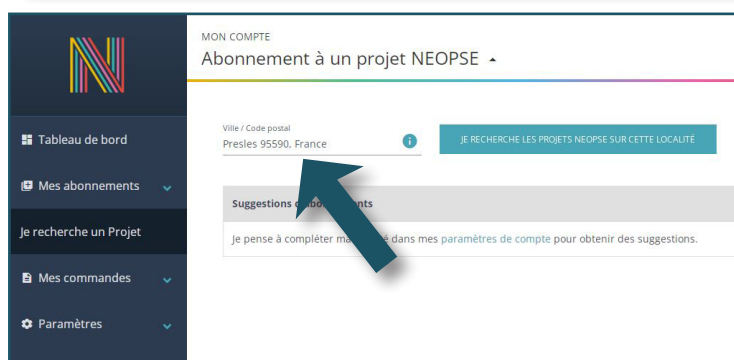 MON COMPTE
Abonnement à un projet NEOPSE
Tableau de bord
Mes abonnements
Je recherche un Projet
Mes commandes
Paramètres
Ville / Code postal
Presles 95590, France
JE RECHERCHE LES PROJETS NEOPSE SUR CETTE LOCALITÉ
Suggestions
Je pense à compléter dans mes paramètres de compte pour obtenir des suggestions.